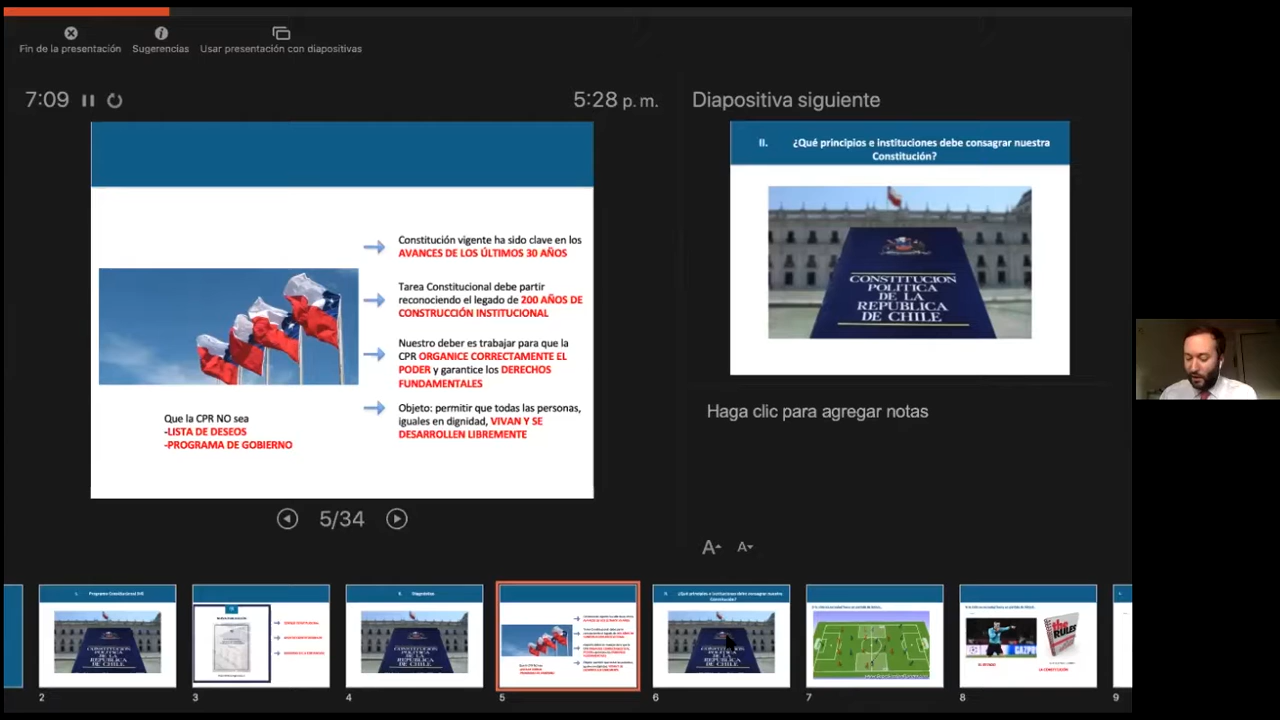 Fin de la presentación
Sugerencias
Usar presentación con diapositivas
7:09
5:28 p. m.
Diapositiva siguiente
Constitución vigente ha sido clave en los
AVANCES DE LOS ÚLTIMOS 30 AÑOS
Tarea Constitucional debe partir
reconociendo el legado de 200 AÑOS DE
CONSTRUCCIÓN INSTITUCIONAL
Nuestro deber es trabajar para que la
CPR ORGANICE CORRECTAMENTE EL
PODER y garantice los DERECHOS
FUNDAMENTALES
Objeto: permitir que todas las personas,
iguales en dignidad, VIVAN Y SE
DESARROLLEN LIBREMENTE
Que la CPR NO sea
-LISTA DE DESEOS
-PROGRAMA DE GOBIERNO
II. ¿Qué principios e instituciones debe consagrar nuestra
Constitución?
CONSTITUCION
POLITICA
DE LA
REPUBLICA
DE CHILE
Haga clic para agregar notas
5/34
A
A
2
3
4
Diagnóstico
5
6
7
8
LA CONSTITUCIÓN
9